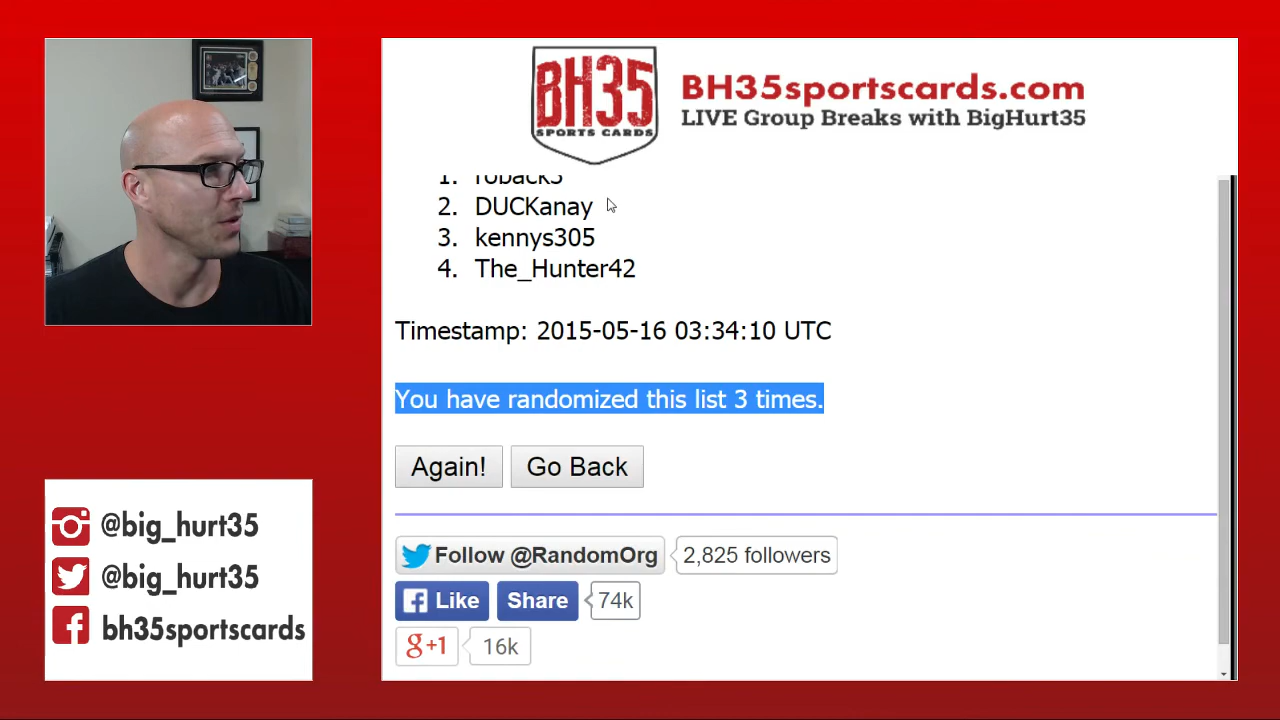 BH35
SPORTS CARDS
BH35sportscards.com
LIVE Group Breaks with BigHurt35
1. roback5
2. DUCKanay
3. kennys305
4. The_Hunter42
Timestamp: 2015-05-16 03:34:10 UTC
You have randomized this list 3 times.
Again! Go Back
Follow @RandomOrg 2,825 followers
Like Share 74k
g+1 16k
@big_hurt35
@big_hurt35
bh35sportscards